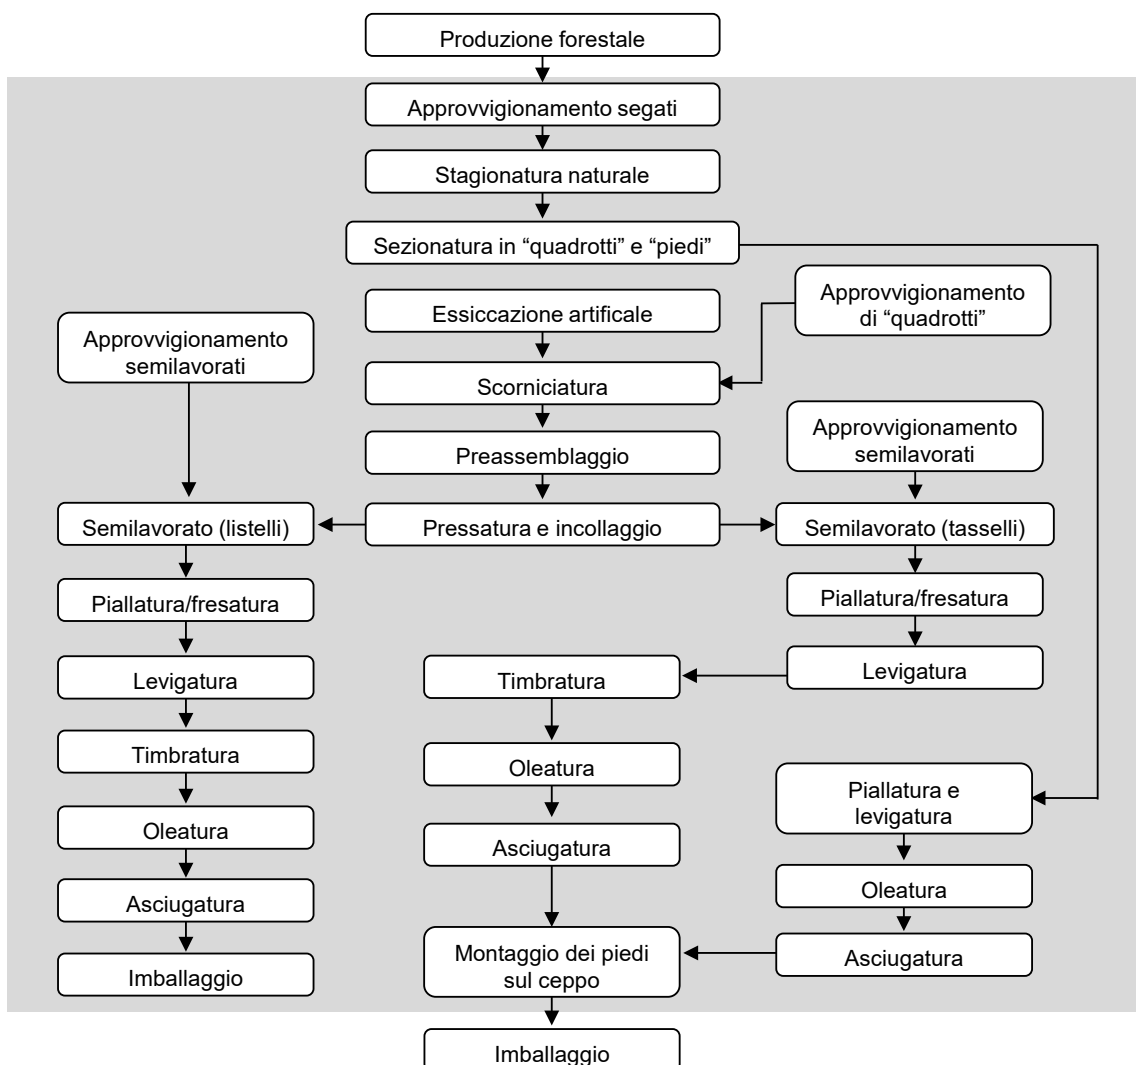 Produzione forestale
Approvvigionamento segati
Stagionatura naturale
Sezionatura in “quadrotti” e “piedi”
Essiccazione artificale
Approvvigionamento
di “quadrotti”
Approvvigionamento
semilavorati
Scorniciatura
Preassemblaggio
Approvvigionamento
semilavorati
Semilavorato (listelli)
Pressatura e incollaggio
Semilavorato (tasselli)
Piallatura/fresatura
Piallatura/fresatura
Levigatura
Timbratura
Levigatura
Timbratura
Oleatura
Piallatura e
levigatura
Oleatura
Asciugatura
Oleatura
Asciugatura
Montaggio dei piedi
sul ceppo
Asciugatura
Imballaggio
Imballaggio